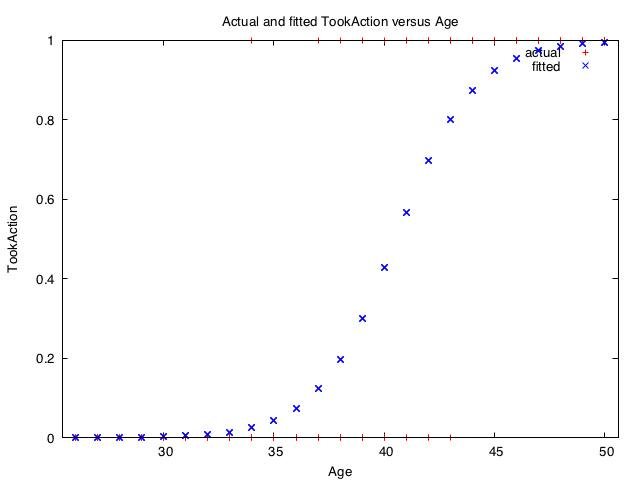 Actual and fitted TookAction versus Age
1
actual
fitted
0.8
0.6
TookAction
0.4
0.2
0
30 35 40 45 50
Age